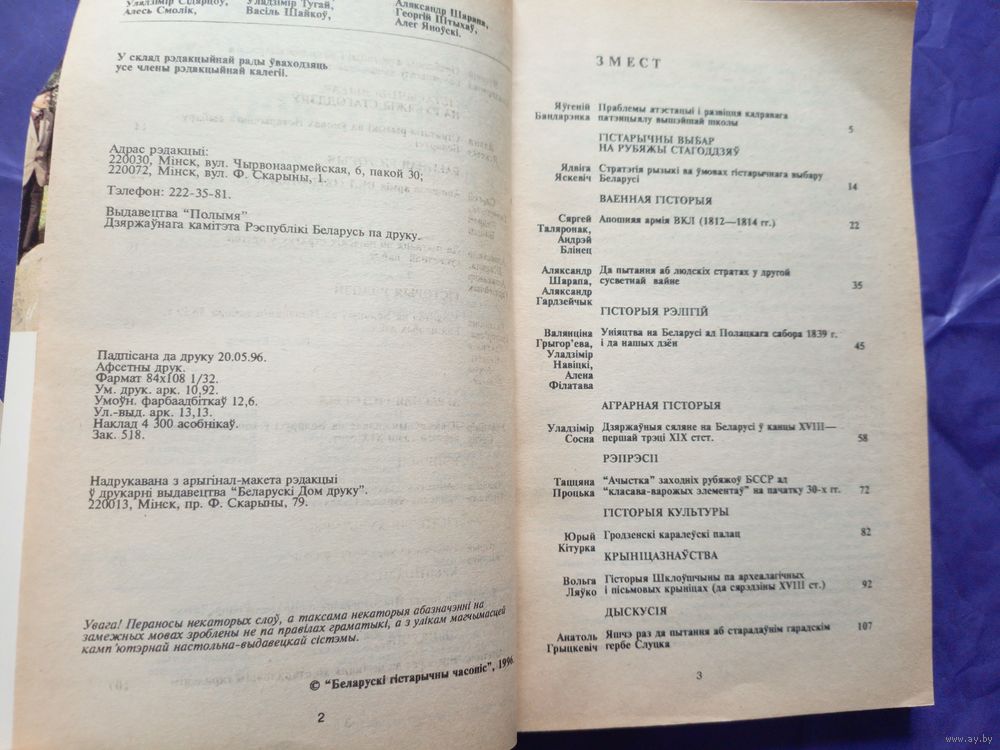 Уладзімір Сідарцоў,
Алесь Смолік,
Уладзімір Тугай,
Васіль Шайкоў,
Аляксандр Шарапа,
Георгій Штыхаў,
Алег Яноўскі.
У склад рэдакцыйнай рады ўваходзяць
усе члены рэдакцыйнай калегіі.
Адрас рэдакцыі:
220030, Мінск, вул. Чырвонаармейская, 6, пакой 30;
220072, Мінск, вул. Ф. Скарыны, 1.
Тэлефон: 222-35-81.
Выдавецтва “Полымя”
Дзяржаўнага камітэта Рэспублікі Беларусь па друку.
Падпісана да друку 20.05.96.
Афсетны друк.
Фармат 84х108 1/32.
Ум. друк. арк. 10,92.
Умоўн. фарбаадбіткаў 12,6.
Ул.-выд. арк. 13,13.
Наклад 4 300 асобнікаў.
Зак. 518.
Надрукавана з арыгінал-макета рэдакцыі
ў друкарні выдавецтва “Беларускі Дом друку”.
220013, Мінск, пр. Ф. Скарыны, 79.
Увага! Пераносы некаторых слоў, а таксама некаторыя абазначэнні на
замежных мовах зроблены не па правілах граматыкі, а з улікам магчымасцей
камп'ютэрнай настольна-выдавецкай сістэмы.
© “Беларускі гістарычны часопіс”, 1996
2
ЗМЕСТ
Яўгеній Праблемы атэстацыі і развіцця кадравага
Бандарэнка патэнцыялу вышэйшай школы 5
ГІСТАРЫЧНЫ ВЫБАР
НА РУБЯЖЫ СТАГОДДЗЯЎ
Ядвіга Стратэгія рызыкі ва ўмовах гістарычнага выбару
Яскевіч Беларусі 14
ВАЕННАЯ ГІСТОРЫЯ
Сяргей Апошняя армія ВКЛ (1812—1814 гг.) 22
Таляронак,
Андрэй
Блінец
Аляксандр Да пытання аб людскіх стратах у другой
Шарапа, сусветнай вайне 35
Аляксандр
Гардзейчык
ГІСТОРЫЯ РЭЛІГІЙ
Валянціна Уніяцтва на Беларусі ад Полацкага сабора 1839 г.
Грыгор'ева, і да нашых дзён 45
Уладзімір
Навіцкі,
Алена
Філатава
АГРАРНАЯ ГІСТОРЫЯ
Уладзімір Дзяржаўныя сяляне на Беларусі ў канцы XVIII—
Сосна першай трэці XIX стст. 58
РЭПРЭСІІ
Таццяна “Ачыстка” заходніх рубяжоў БССР ад
Процька “класава-варожых элементаў” на пачатку 30-х гг. 72
ГІСТОРЫЯ КУЛЬТУРЫ
Юрый Гродзенскі каралеўскі палац 82
Кітурка
КРЫНІЦАЗНАЎСТВА
Вольга Гісторыя Шклоўшчыны па археалагічных
Ляўко і пісьмовых крыніцах (да сярэдзіны XVIII ст.) 92
ДЫСКУСІЯ
Анатоль Яшчэ раз да пытання аб старадаўнім гарадскім 107
Грыцкевіч гербе Слуцка
3
www.ay.by